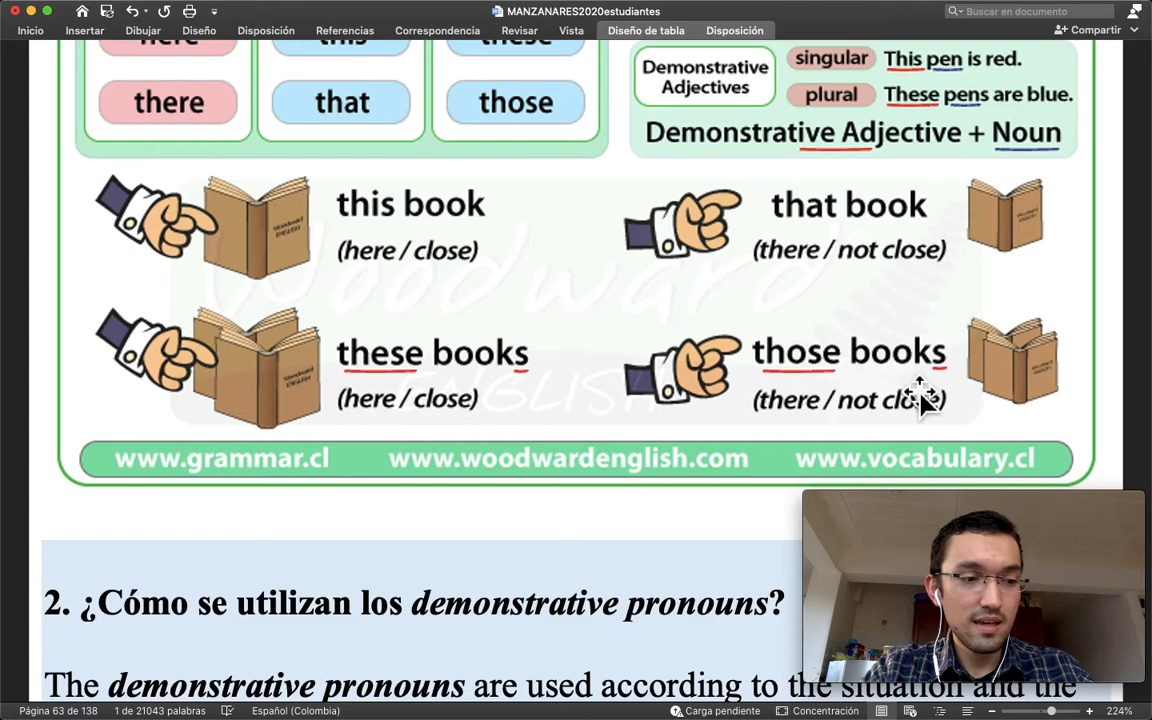 MANZANARES2020estudiantes
Buscar en documento
Inicio Insertar Dibujar Diseño Disposición Referencias Correspondencia Revisar Vista Diseño de tabla Disposición Compartir
here this these
there that those
Demonstrative Adjectives
singular This pen is red.
plural These pens are blue.
Demonstrative Adjective + Noun
this book
(here / close)
that book
(there / not close)
these books
(here / close)
those books
(there / not close)
Woodward
ENGLISH
www.grammar.cl www.woodwardenglish.com www.vocabulary.cl
2. ¿Cómo se utilizan los demonstrative pronouns?
The demonstrative pronouns are used according to the situation and the
Página 63 de 138 1 de 21043 palabras Español (Colombia) Carga pendiente Concentración 224%